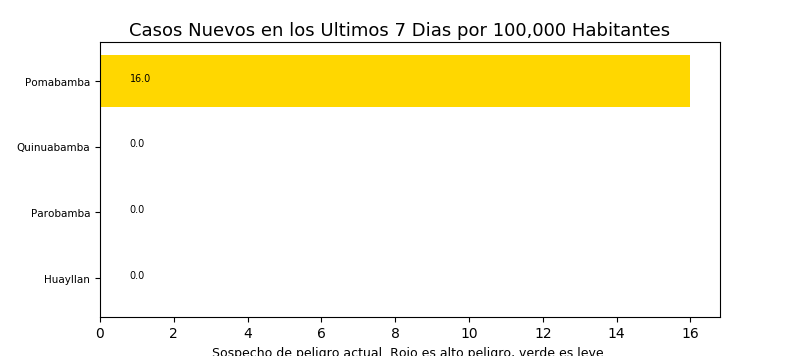 Casos Nuevos en los Ultimos 7 Dias por 100,000 Habitantes
Pomabamba 16.0
Quinuabamba 0.0
Parobamba 0.0
Huayllan 0.0
0 2 4 6 8 10 12 14 16
Sospecho de peligro actual. Rojo es alto peligro, verde es leve